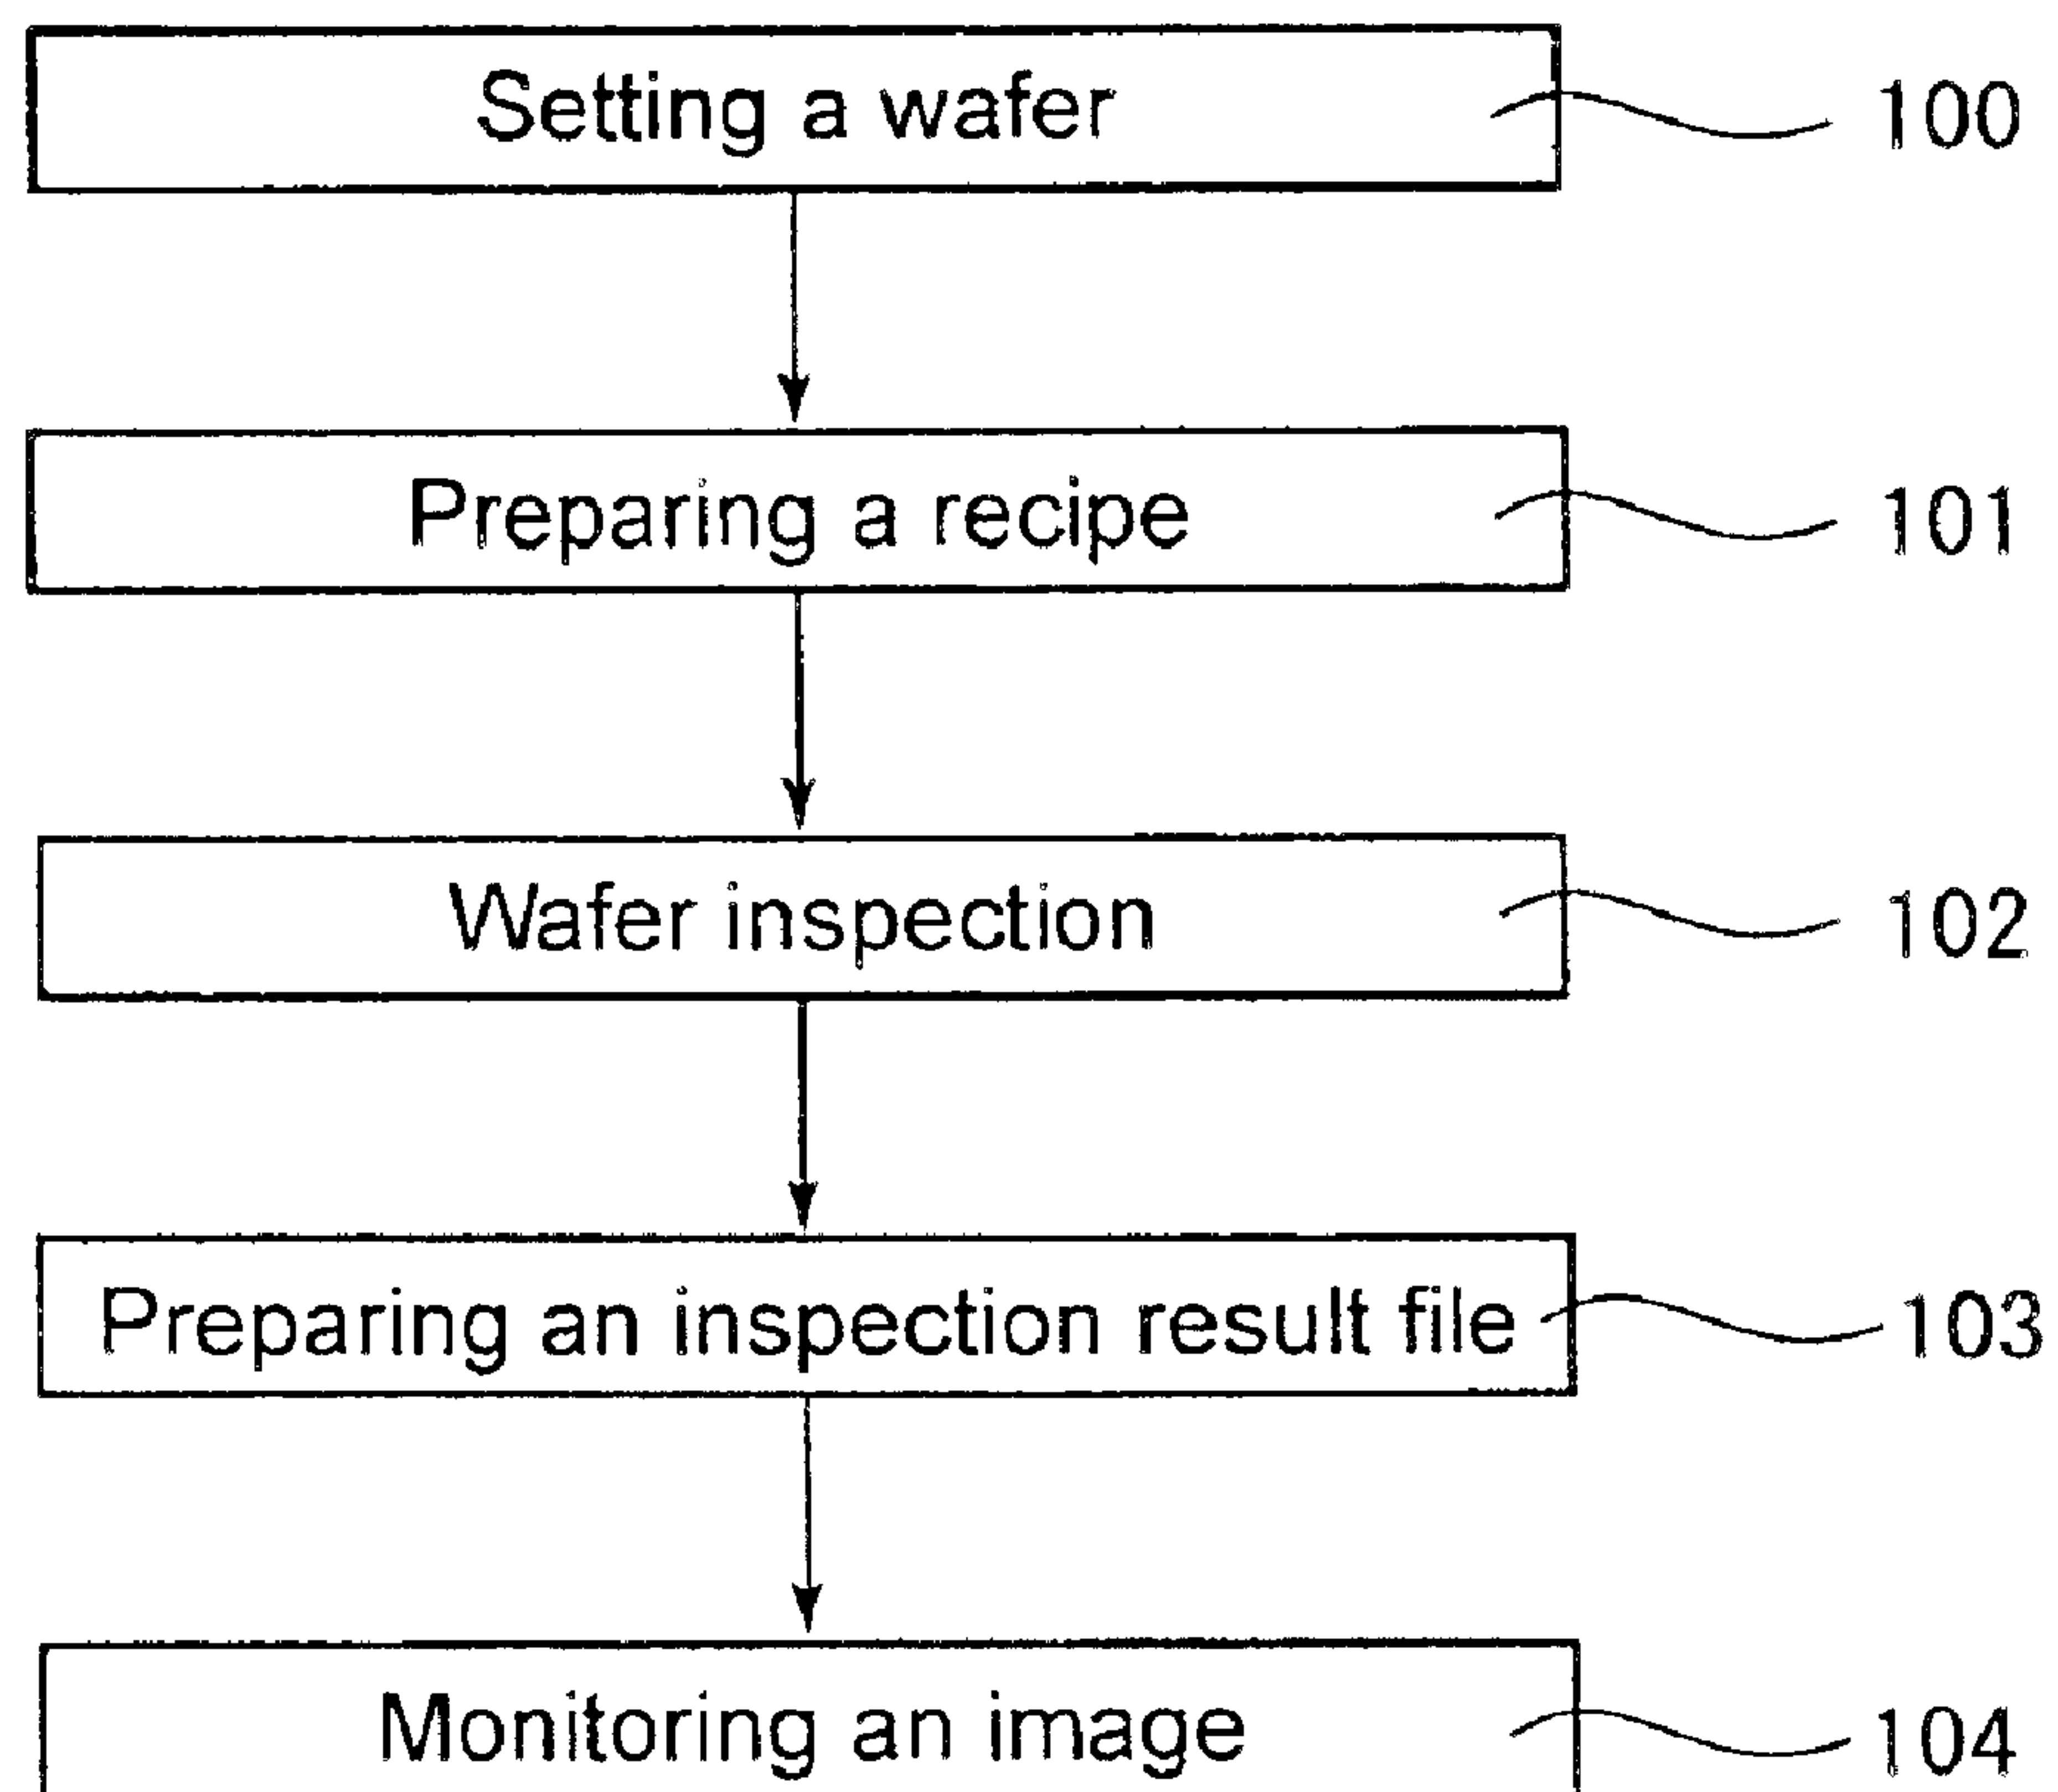 Setting a wafer 100
Preparing a recipe 101
Wafer inspection 102
Preparing an inspection result file 103
Monitoring an image 104